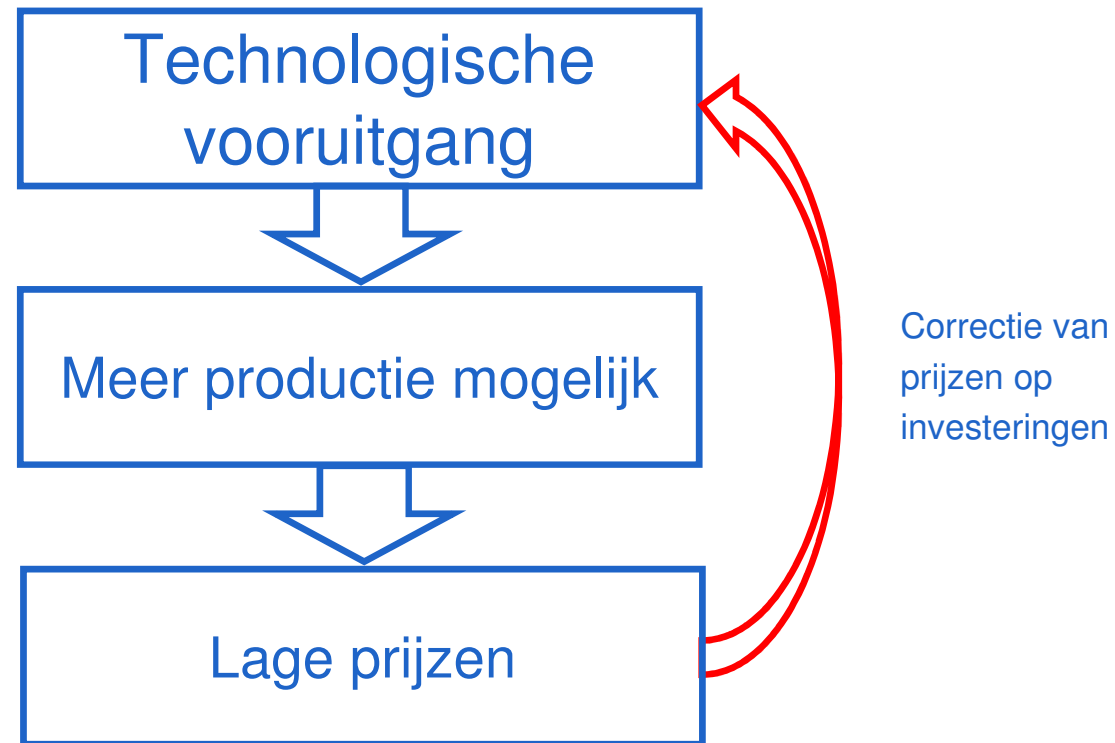 Technologische
vooruitgang
Meer productie mogelijk
Correctie van
prijzen op
investeringen
Lage prijzen